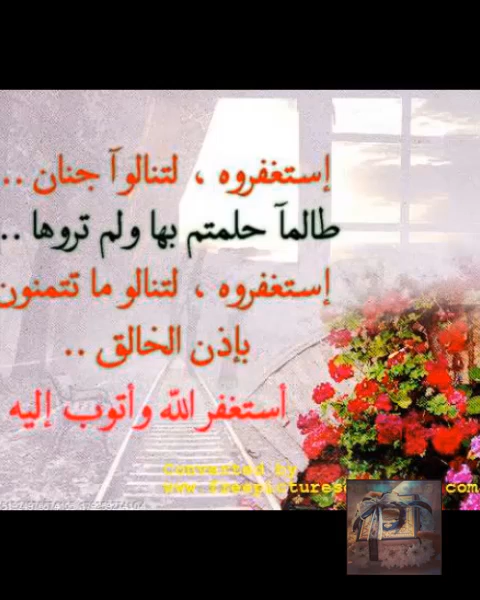 إستغفروه ، لتنالوآ جنان ..
طالمآ حلمتم بها ولم تروها ..
إستغفروه ، لتنالو ما تتمنون
بإذن الخالق ..
أستغفر الله وأتوب إليه
Converted by
www.freepictures com